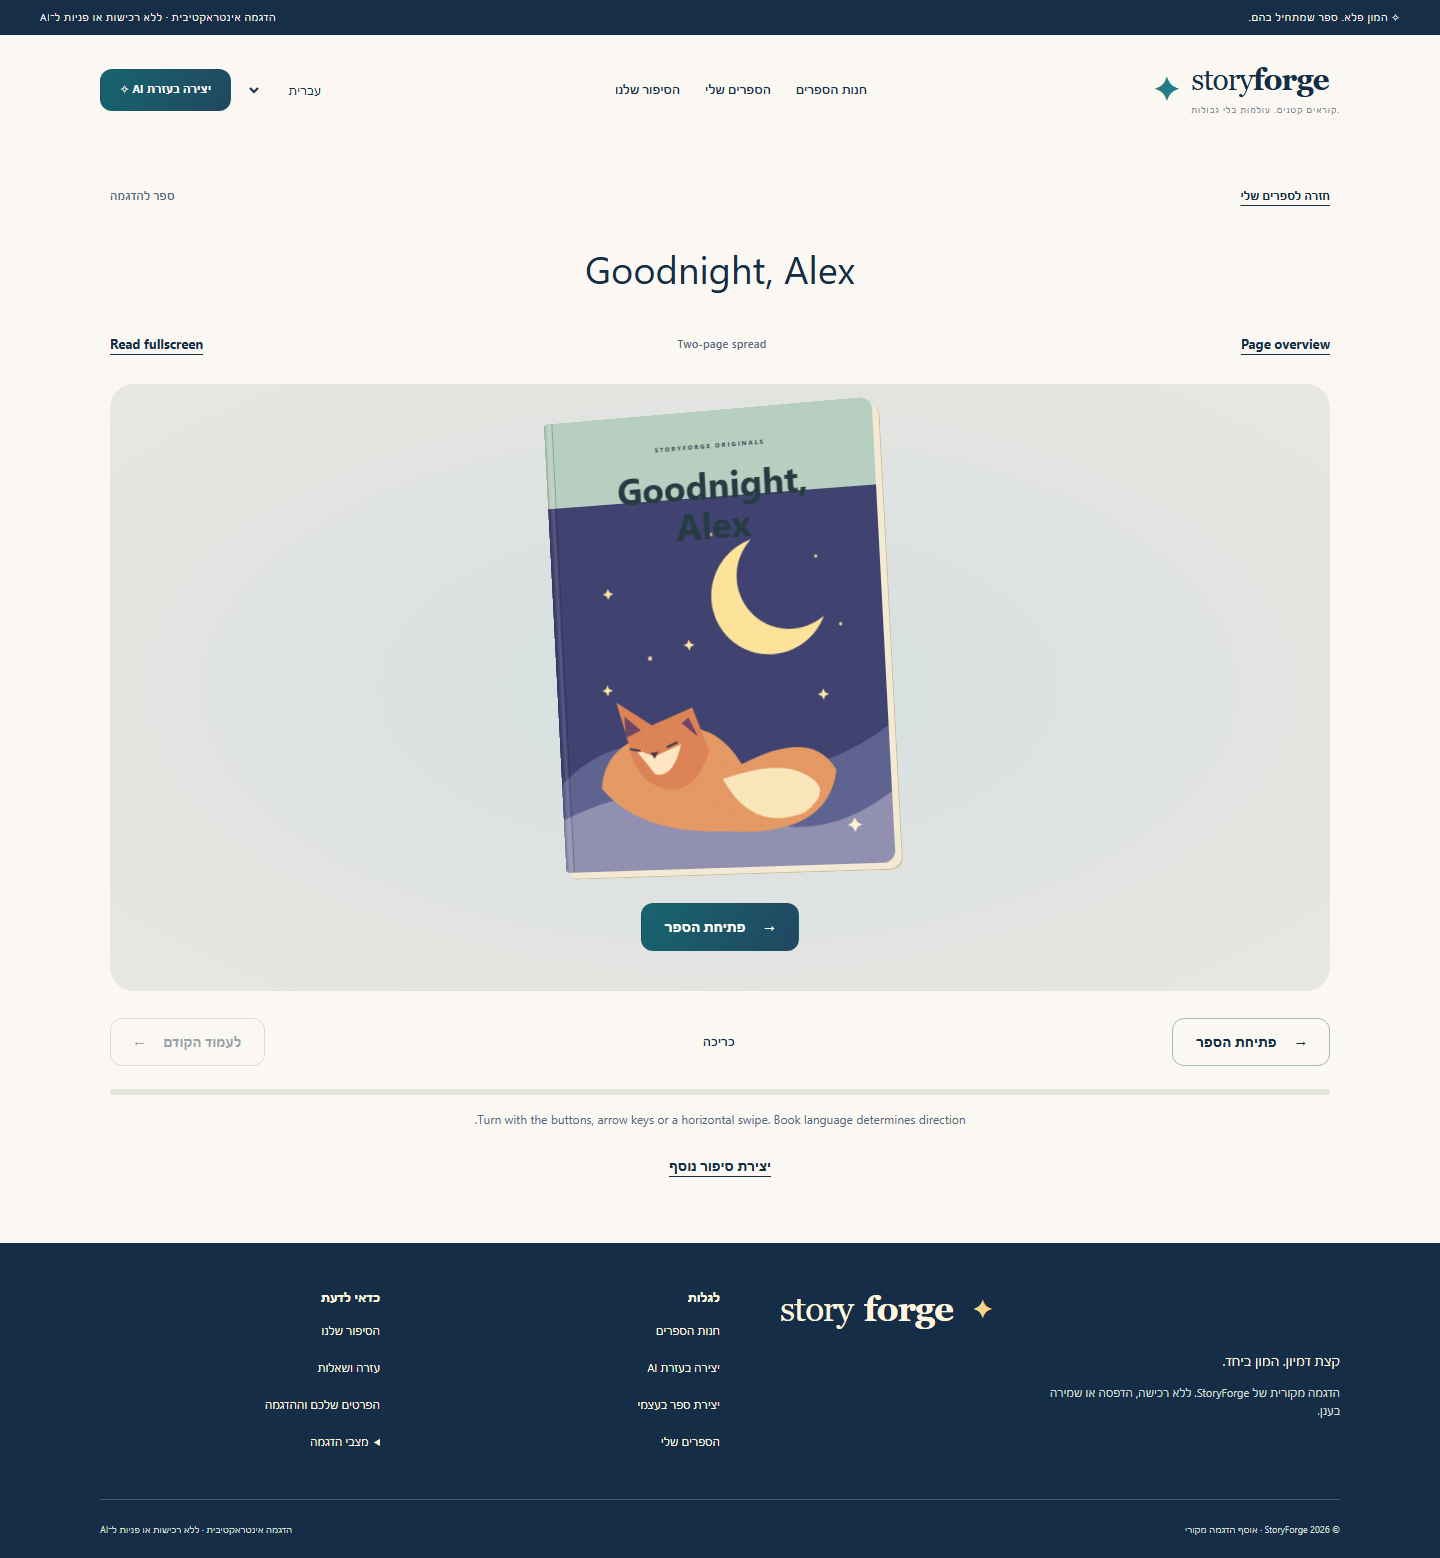 ✧ המון פלא. ספר שמתחיל בהם.
הדגמה אינטראקטיבית · ללא רכישות או פניות ל־AI
storyforge
קוראים קטנים. עולמות בלי גבולות.
חנות הספרים
הספרים שלי
הסיפור שלנו
עברית
יצירה בעזרת AI ✧
חזרה לספרים שלי
ספר להדגמה
Goodnight, Alex
Page overview
Two-page spread
Read fullscreen
STORYFORGE ORIGINALS
Goodnight,
Alex
פתיחת הספר →
פתיחת הספר →
כריכה
לעמוד הקודם ←
Turn with the buttons, arrow keys or a horizontal swipe. Book language determines direction.
יצירת סיפור נוסף
story forge
קצת דמיון. המון ביחד.
הדגמה מקורית של StoryForge. ללא רכישה, הדפסה או שמירה
בענן.
לגלות
חנות הספרים
יצירה בעזרת AI
יצירת ספר בעצמי
הספרים שלי
כדאי לדעת
הסיפור שלנו
עזרה ושאלות
הפרטים שלכם וההדגמה
מצבי הדגמה
© 2026 StoryForge · אוסף הדגמה מקורי
הדגמה אינטראקטיבית · ללא רכישות או פניות ל־AI